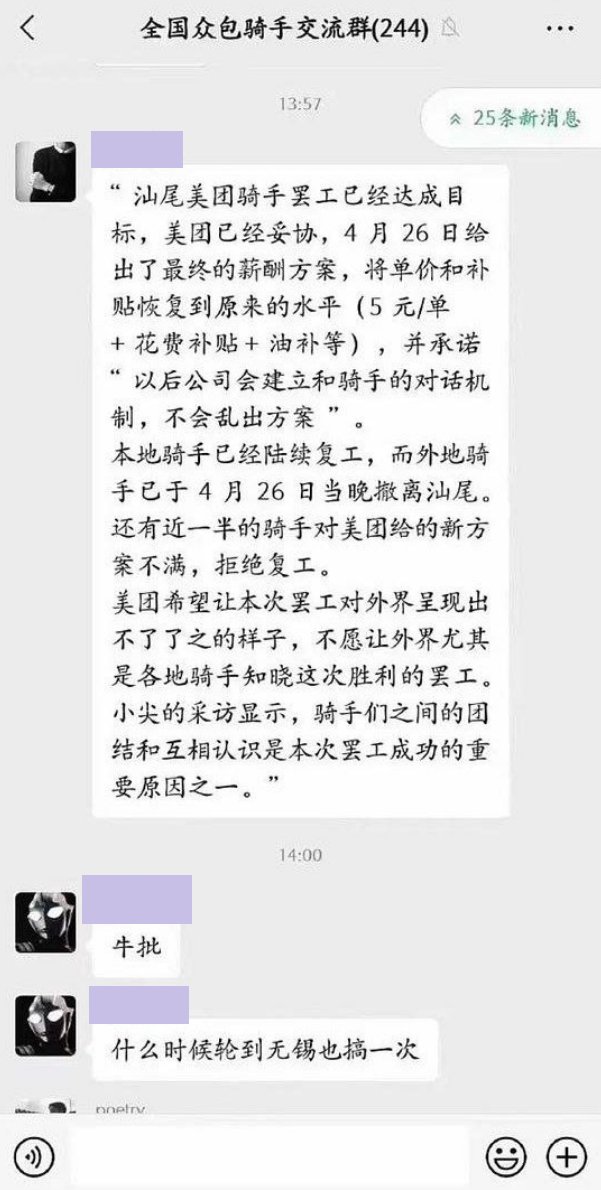 全国众包骑手交流群(244)
13:57
25条新消息
“ 汕尾美团骑手罢工已经达成目
标，美团已经妥协，4 月 26 日给
出了最终的薪酬方案，将单价和补
贴恢复到原来的水平（5 元/单
+ 花费补贴+ 油补等），并承诺
“ 以后公司会建立和骑手的对话机
制，不会乱出方案 ” 。
本地骑手已经陆续复工，而外地骑
手已于 4 月 26 日当晚撤离汕尾。
还有近一半的骑手对美团给的新方
案不满，拒绝复工。
美团希望让本次罢工对外界呈现出
不了了之的样子，不愿让外界尤其
是各地骑手知晓这次胜利的罢工。
小尖的采访显示，骑手们之间的团
结和互相认识是本次罢工成功的重
要原因之一。”
14:00
牛批
什么时候轮到无锡也搞一次
poetry